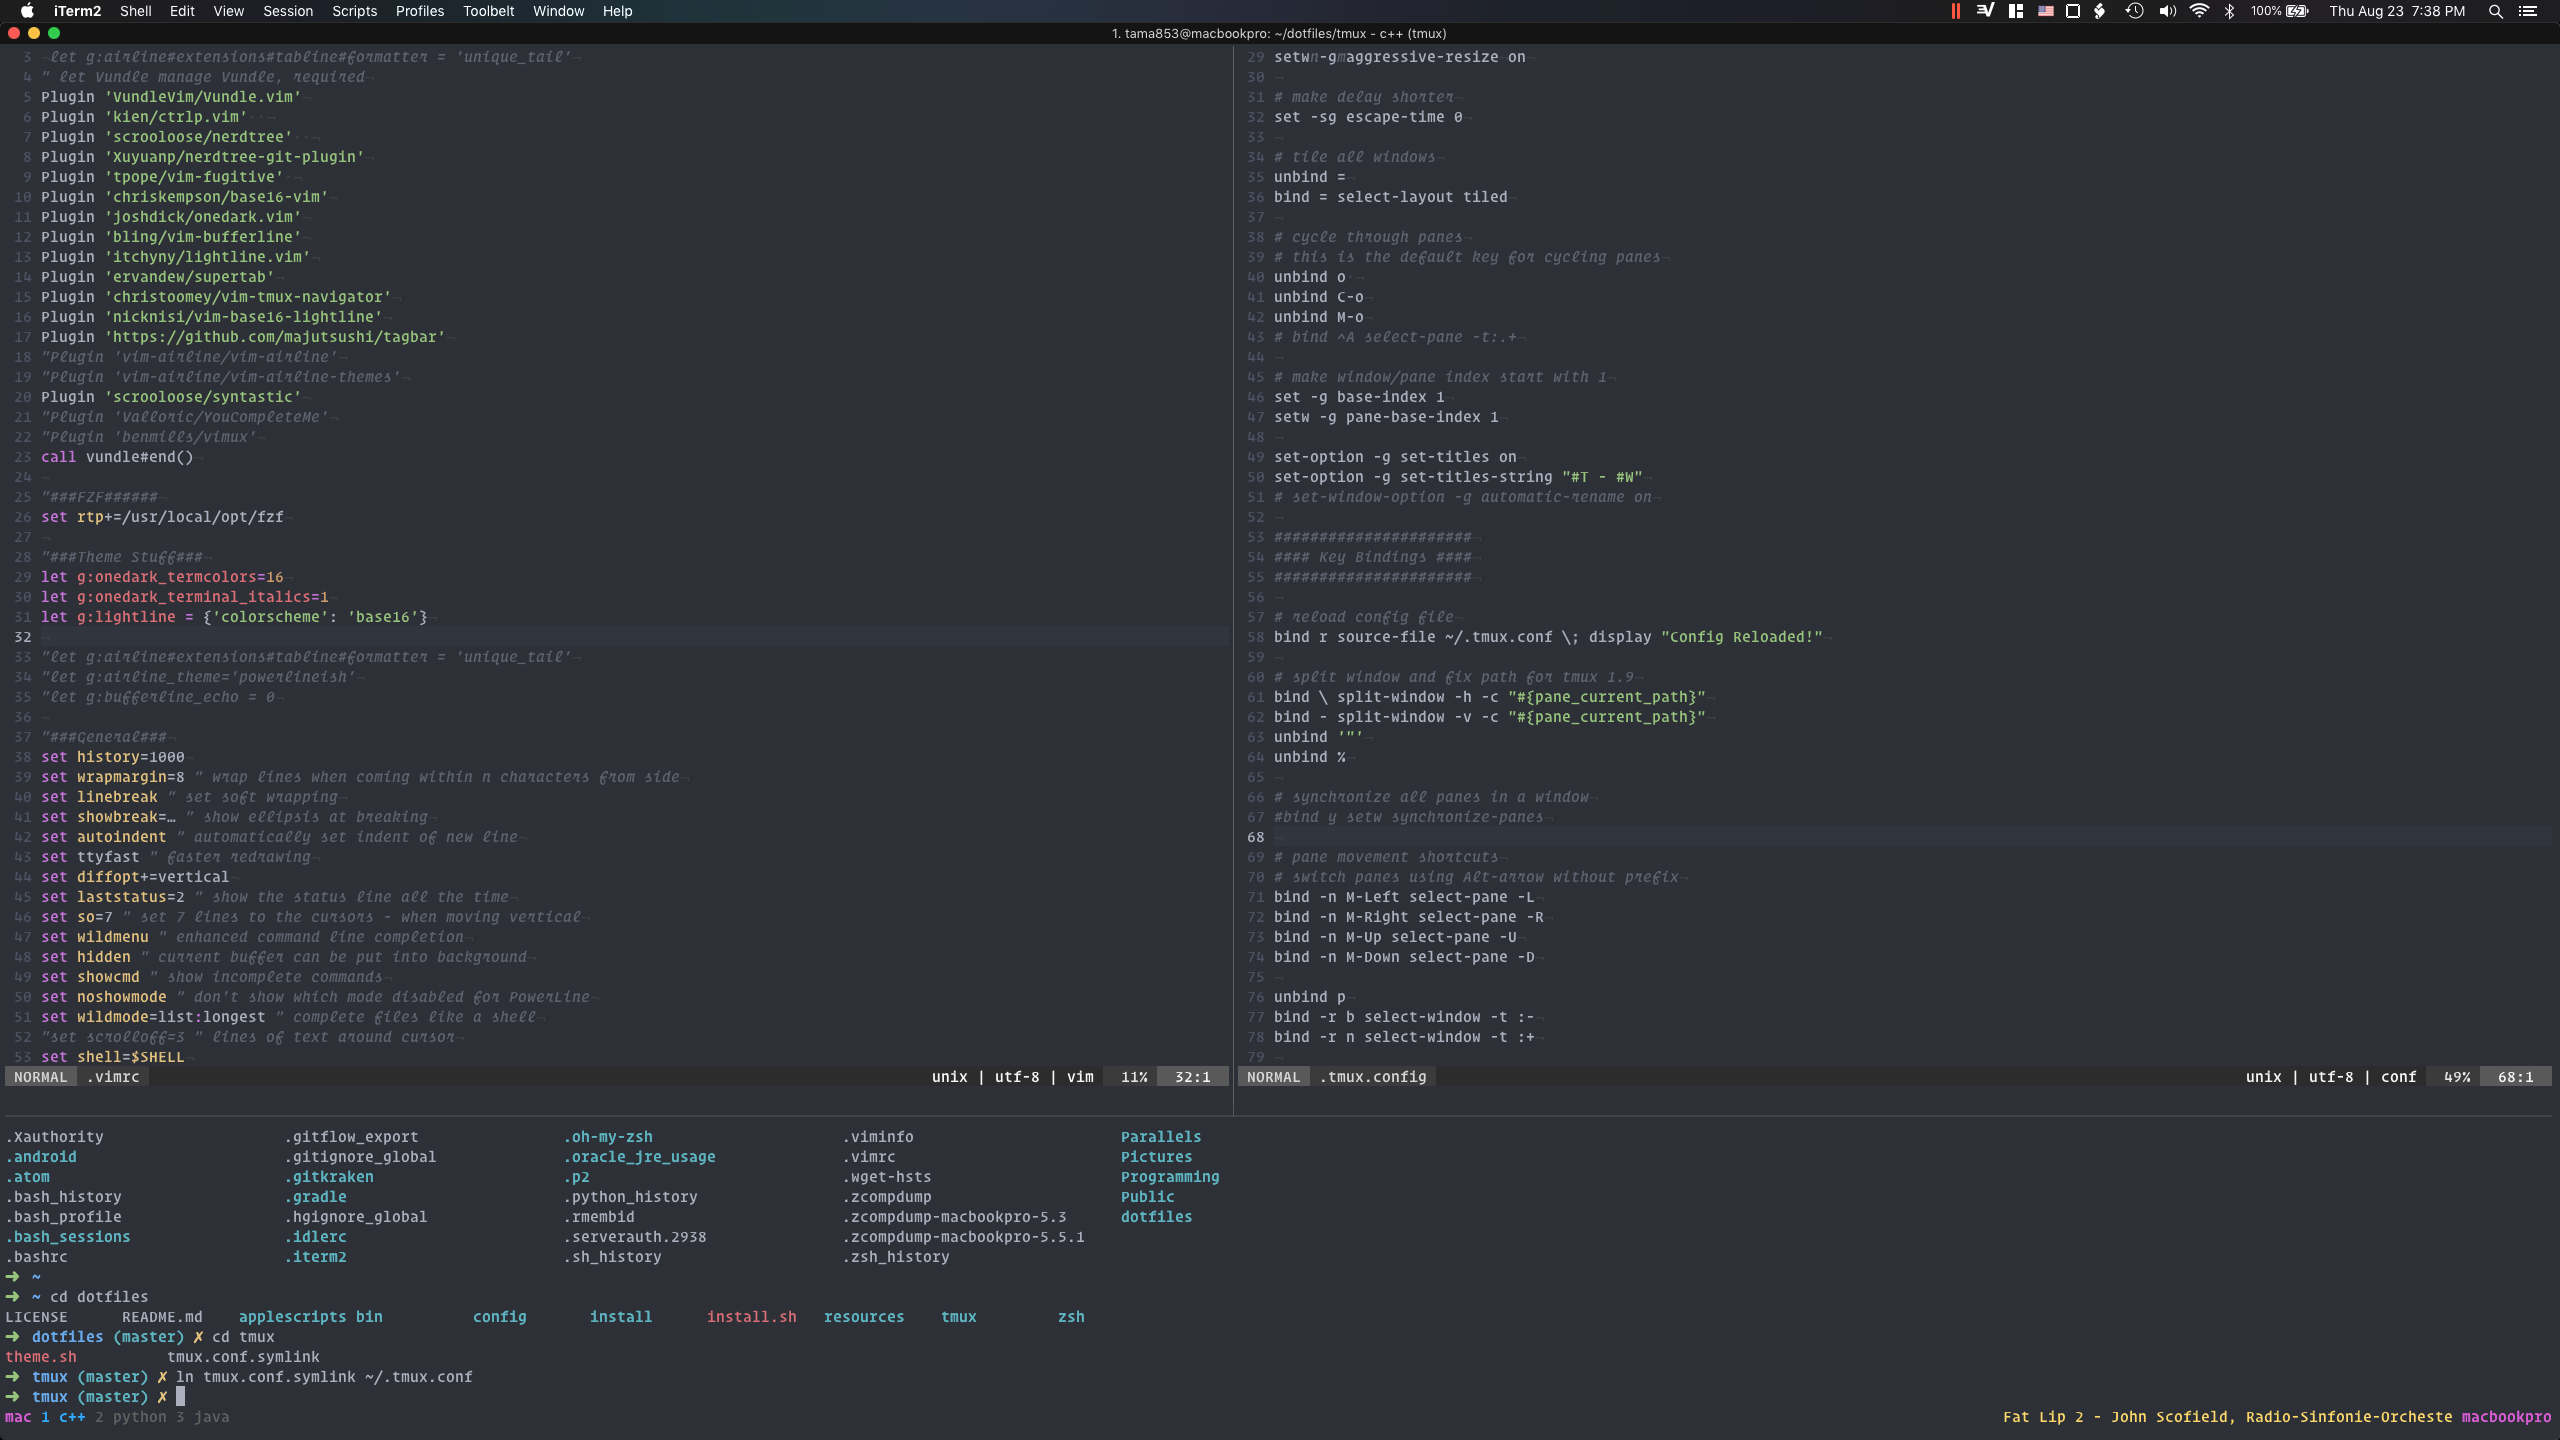 iTerm2 Shell Edit View Session Scripts Profiles Toolbelt Window Help 100% Thu Aug 23 7:38 PM
1. tama853@macbookpro: ~/dotfiles/tmux - c++ (tmux)
3 let g:airline#extensions#tabline#formatter = 'unique_tail'¬
4 " let Vundle manage Vundle, required¬
5 Plugin 'VundleVim/Vundle.vim'¬
6 Plugin 'kien/ctrlp.vim'··¬
7 Plugin 'scrooloose/nerdtree'··¬
8 Plugin 'Xuyuanp/nerdtree-git-plugin'¬
9 Plugin 'tpope/vim-fugitive'·¬
10 Plugin 'chriskempson/base16-vim'¬
11 Plugin 'joshdick/onedark.vim'¬
12 Plugin 'bling/vim-bufferline'¬
13 Plugin 'itchyny/lightline.vim'¬
14 Plugin 'ervandew/supertab'¬
15 Plugin 'christoomey/vim-tmux-navigator'¬
16 Plugin 'nicknisi/vim-base16-lightline'¬
17 Plugin 'https://github.com/majutsushi/tagbar'¬
18 "Plugin 'vim-airline/vim-airline'¬
19 "Plugin 'vim-airline/vim-airline-themes'¬
20 Plugin 'scrooloose/syntastic'¬
21 "Plugin 'Valloric/YouCompleteMe'¬
22 "Plugin 'benmills/vimux'¬
23 call vundle#end()¬
24 ¬
25 "###FZF######¬
26 set rtp+=/usr/local/opt/fzf¬
27 ¬
28 "###Theme Stuff###¬
29 let g:onedark_termcolors=16¬
30 let g:onedark_terminal_italics=1¬
31 let g:lightline = {'colorscheme': 'base16'}¬
32 ¬
33 "let g:airline#extensions#tabline#formatter = 'unique_tail'¬
34 "let g:airline_theme='powerlineish'¬
35 "let g:bufferline_echo = 0¬
36 ¬
37 "###General###¬
38 set history=1000¬
39 set wrapmargin=8 " wrap lines when coming within n characters from side¬
40 set linebreak " set soft wrapping¬
41 set showbreak=… " show ellipsis at breaking¬
42 set autoindent " automatically set indent of new line¬
43 set ttyfast " faster redrawing¬
44 set diffopt+=vertical¬
45 set laststatus=2 " show the status line all the time¬
46 set so=7 " set 7 lines to the cursors - when moving vertical¬
47 set wildmenu " enhanced command line completion¬
48 set hidden " current buffer can be put into background¬
49 set showcmd " show incomplete commands¬
50 set noshowmode " don't show which mode disabled for PowerLine¬
51 set wildmode=list:longest " complete files like a shell¬
52 "set scrolloff=3 " lines of text around cursor¬
53 set shell=$SHELL¬
NORMAL .vimrc unix | utf-8 | vim 11% 32:1
29 setwn-gmaggressive-resize on¬
30 ¬
31 # make delay shorter¬
32 set -sg escape-time 0¬
33 ¬
34 # tile all windows¬
35 unbind =¬
36 bind = select-layout tiled¬
37 ¬
38 # cycle through panes¬
39 # this is the default key for cycling panes¬
40 unbind o·¬
41 unbind C-o¬
42 unbind M-o¬
43 # bind ^A select-pane -t:.+¬
44 ¬
45 # make window/pane index start with 1¬
46 set -g base-index 1¬
47 setw -g pane-base-index 1¬
48 ¬
49 set-option -g set-titles on¬
50 set-option -g set-titles-string "#T - #W"¬
51 # set-window-option -g automatic-rename on¬
52 ¬
53 ######################¬
54 #### Key Bindings ####¬
55 ######################¬
56 ¬
57 # reload config file¬
58 bind r source-file ~/.tmux.conf \; display "Config Reloaded!"¬
59 ¬
60 # split window and fix path for tmux 1.9¬
61 bind \ split-window -h -c "#{pane_current_path}"¬
62 bind - split-window -v -c "#{pane_current_path}"¬
63 unbind '"'¬
64 unbind %¬
65 ¬
66 # synchronize all panes in a window¬
67 #bind y setw synchronize-panes¬
68 ¬
69 # pane movement shortcuts¬
70 # switch panes using Alt-arrow without prefix¬
71 bind -n M-Left select-pane -L¬
72 bind -n M-Right select-pane -R¬
73 bind -n M-Up select-pane -U¬
74 bind -n M-Down select-pane -D¬
75 ¬
76 unbind p¬
77 bind -r b select-window -t :-¬
78 bind -r n select-window -t :+¬
79 ¬
NORMAL .tmux.config unix | utf-8 | conf 49% 68:1
.Xauthority .gitflow_export .oh-my-zsh .viminfo Parallels
.android .gitignore_global .oracle_jre_usage .vimrc Pictures
.atom .gitkraken .p2 .wget-hsts Programming
.bash_history .gradle .python_history .zcompdump Public
.bash_profile .hgignore_global .rmembid .zcompdump-macbookpro-5.3 dotfiles
.bash_sessions .idlerc .serverauth.2938 .zcompdump-macbookpro-5.5.1
.bashrc .iterm2 .sh_history .zsh_history
➜ ~
➜ ~ cd dotfiles
LICENSE README.md applescripts bin config install install.sh resources tmux zsh
➜ dotfiles (master) ✗ cd tmux
theme.sh tmux.conf.symlink
➜ tmux (master) ✗ ln tmux.conf.symlink ~/.tmux.conf
➜ tmux (master) ✗
mac 1 c++ 2 python 3 java Fat Lip 2 - John Scofield, Radio-Sinfonie-Orcheste macbookpro